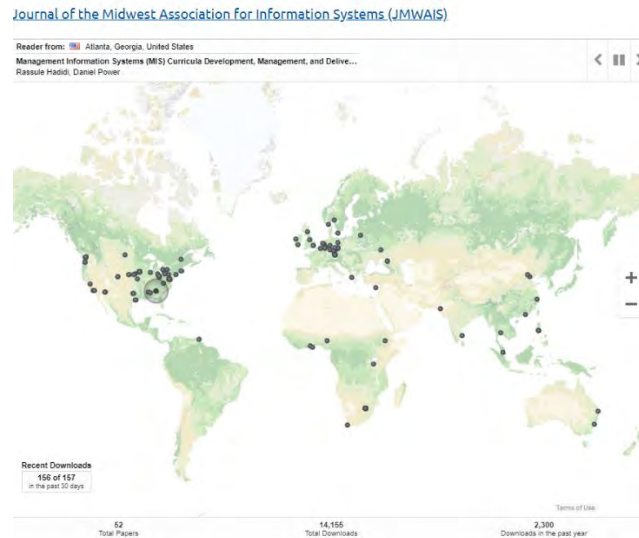 Journal of the Midwest Association for Information Systems (JMWAIS)
Reader from: Atlanta, Georgia, United States
Management Information Systems (MIS) Curricula Development, Management, and Delive...
Rassule Hadidi, Daniel Power
+
−
Recent Downloads
156 of 157
in the past 30 days
Terms of Use
52 14,155 2,300
Total Papers Total Downloads Downloads in the past year